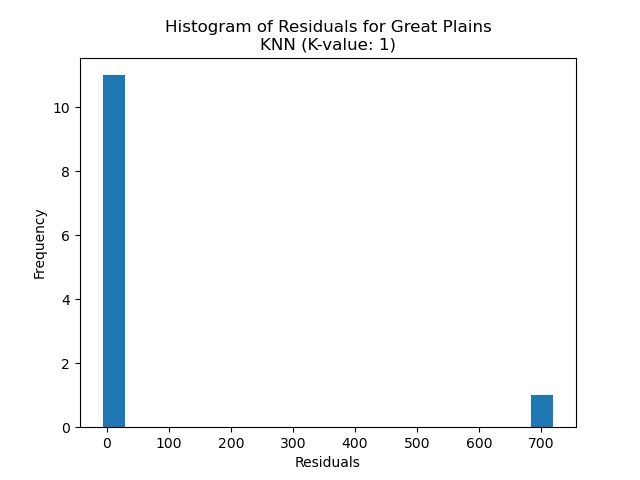 Histogram of Residuals for Great Plains
KNN (K-value: 1)
10
8
6
4
2
0
Frequency
0 100 200 300 400 500 600 700
Residuals